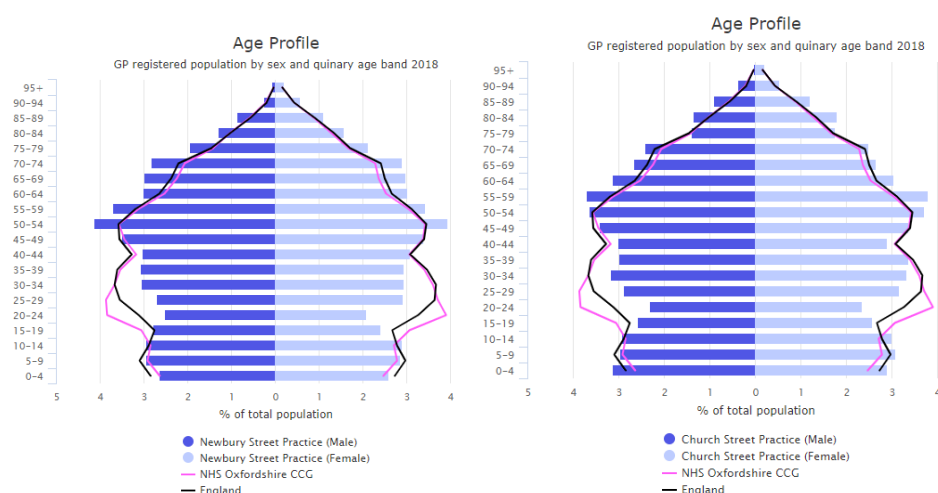 Age Profile
GP registered population by sex and quinary age band 2018
95+
90–94
85–89
80–84
75–79
70–74
65–69
60–64
55–59
50–54
45–49
40–44
35–39
30–34
25–29
20–24
15–19
10–14
5–9
0–4
5 4 3 2 1 0 1 2 3 4
% of total population
Newbury Street Practice (Male)
Newbury Street Practice (Female)
NHS Oxfordshire CCG
England
Age Profile
GP registered population by sex and quinary age band 2018
95+
90–94
85–89
80–84
75–79
70–74
65–69
60–64
55–59
50–54
45–49
40–44
35–39
30–34
25–29
20–24
15–19
10–14
5–9
0–4
5 4 3 2 1 0 1 2 3 4
% of total population
Church Street Practice (Male)
Church Street Practice (Female)
NHS Oxfordshire CCG
England